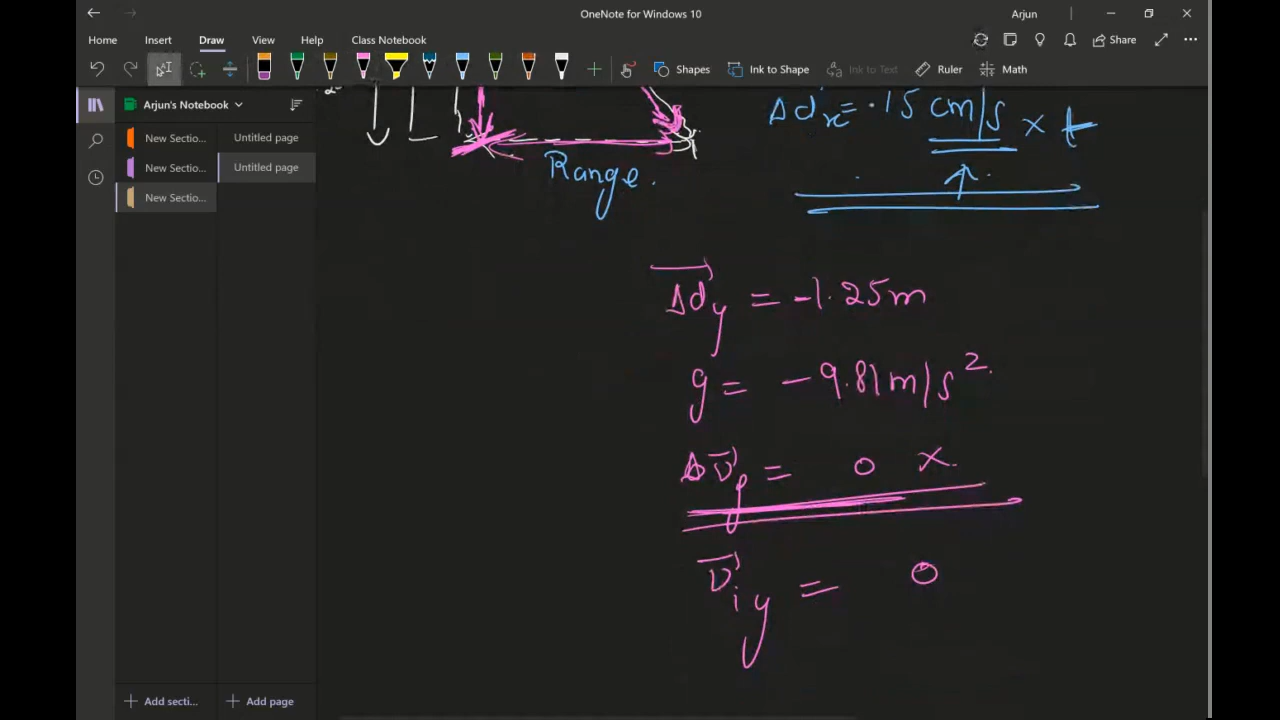 OneNote for Windows 10
Arjun
Home Insert Draw View Help Class Notebook
Share
Shapes Ink to Shape Ink to Text Ruler Math
Arjun's Notebook
New Sectio...
New Sectio...
New Sectio...
Untitled page
Untitled page
Range.
Δdx = .15 cm/s × t
Δdy = -1.25m
g = -9.81 m/s²
= 0 ×
viy = 0
Add secti...
Add page